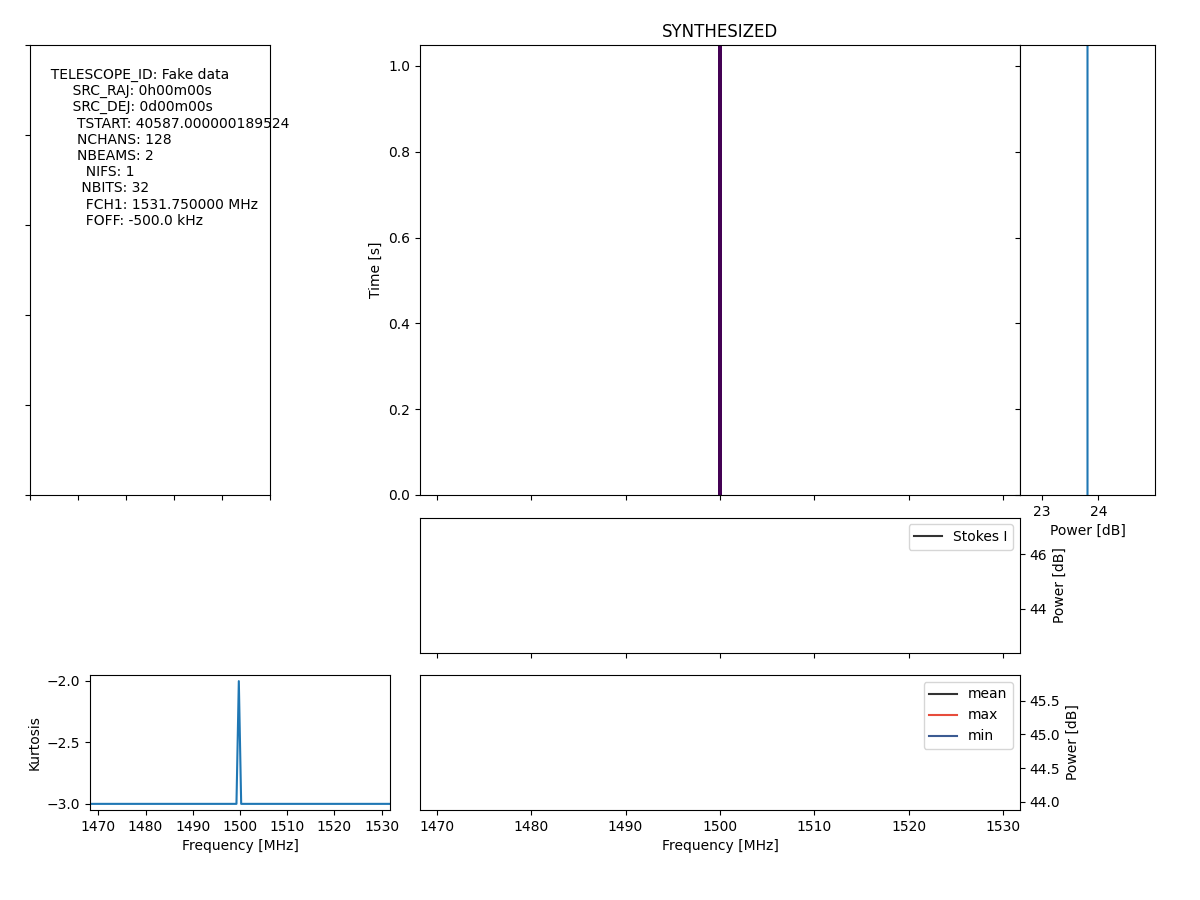 SYNTHESIZED
TELESCOPE_ID: Fake data
SRC_RAJ: 0h00m00s
SRC_DEJ: 0d00m00s
TSTART: 40587.000000189524
NCHANS: 128
NBEAMS: 2
NIFS: 1
NBITS: 32
FCH1: 1531.750000 MHz
FOFF: -500.0 kHz
Time [s]
1.0
0.8
0.6
0.4
0.2
0.0
23 24
Power [dB]
Stokes I
46
44
Power [dB]
−2.0
−2.5
−3.0
Kurtosis
1470 1480 1490 1500 1510 1520 1530
Frequency [MHz]
mean
max
min
45.5
45.0
44.5
44.0
Power [dB]
1470 1480 1490 1500 1510 1520 1530
Frequency [MHz]